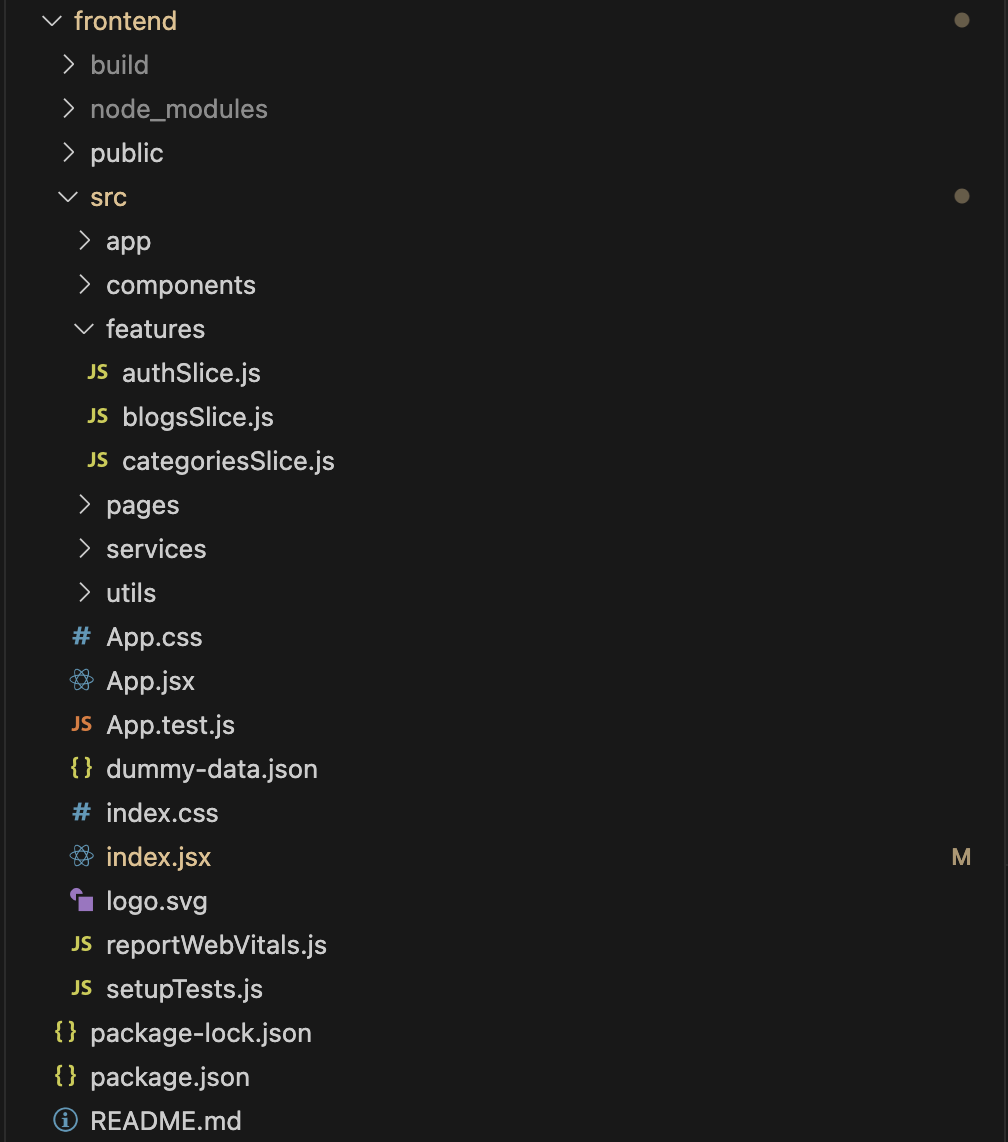 frontend
build
node_modules
public
src
app
components
features
JS authSlice.js
JS blogsSlice.js
JS categoriesSlice.js
pages
services
utils
# App.css
App.jsx
JS App.test.js
{} dummy-data.json
# index.css
index.jsx M
logo.svg
JS reportWebVitals.js
JS setupTests.js
{} package-lock.json
{} package.json
README.md